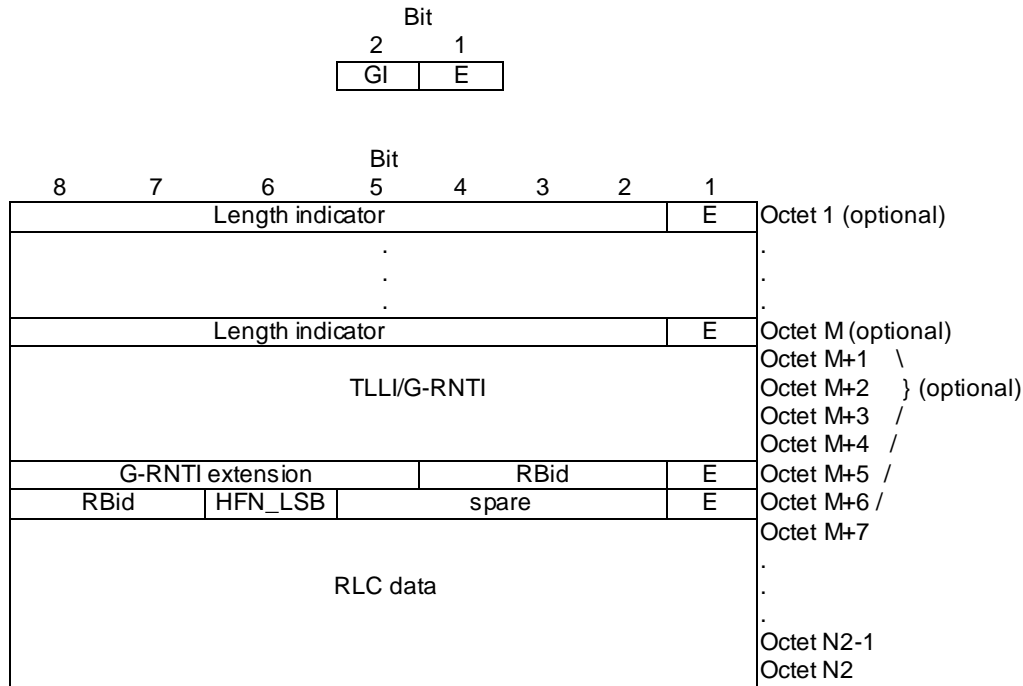 Bit
2 1
GI E
Bit
8 7 6 5 4 3 2 1
Length indicator E Octet 1 (optional)
. .
. .
. .
Length indicator E Octet M (optional)
Octet M+1 \
TLLI/G-RNTI Octet M+2 } (optional)
Octet M+3 /
Octet M+4 /
G-RNTI extension RBid E Octet M+5 /
RBid HFN_LSB spare E Octet M+6 /
Octet M+7
.
RLC data .
.
Octet N2-1
Octet N2